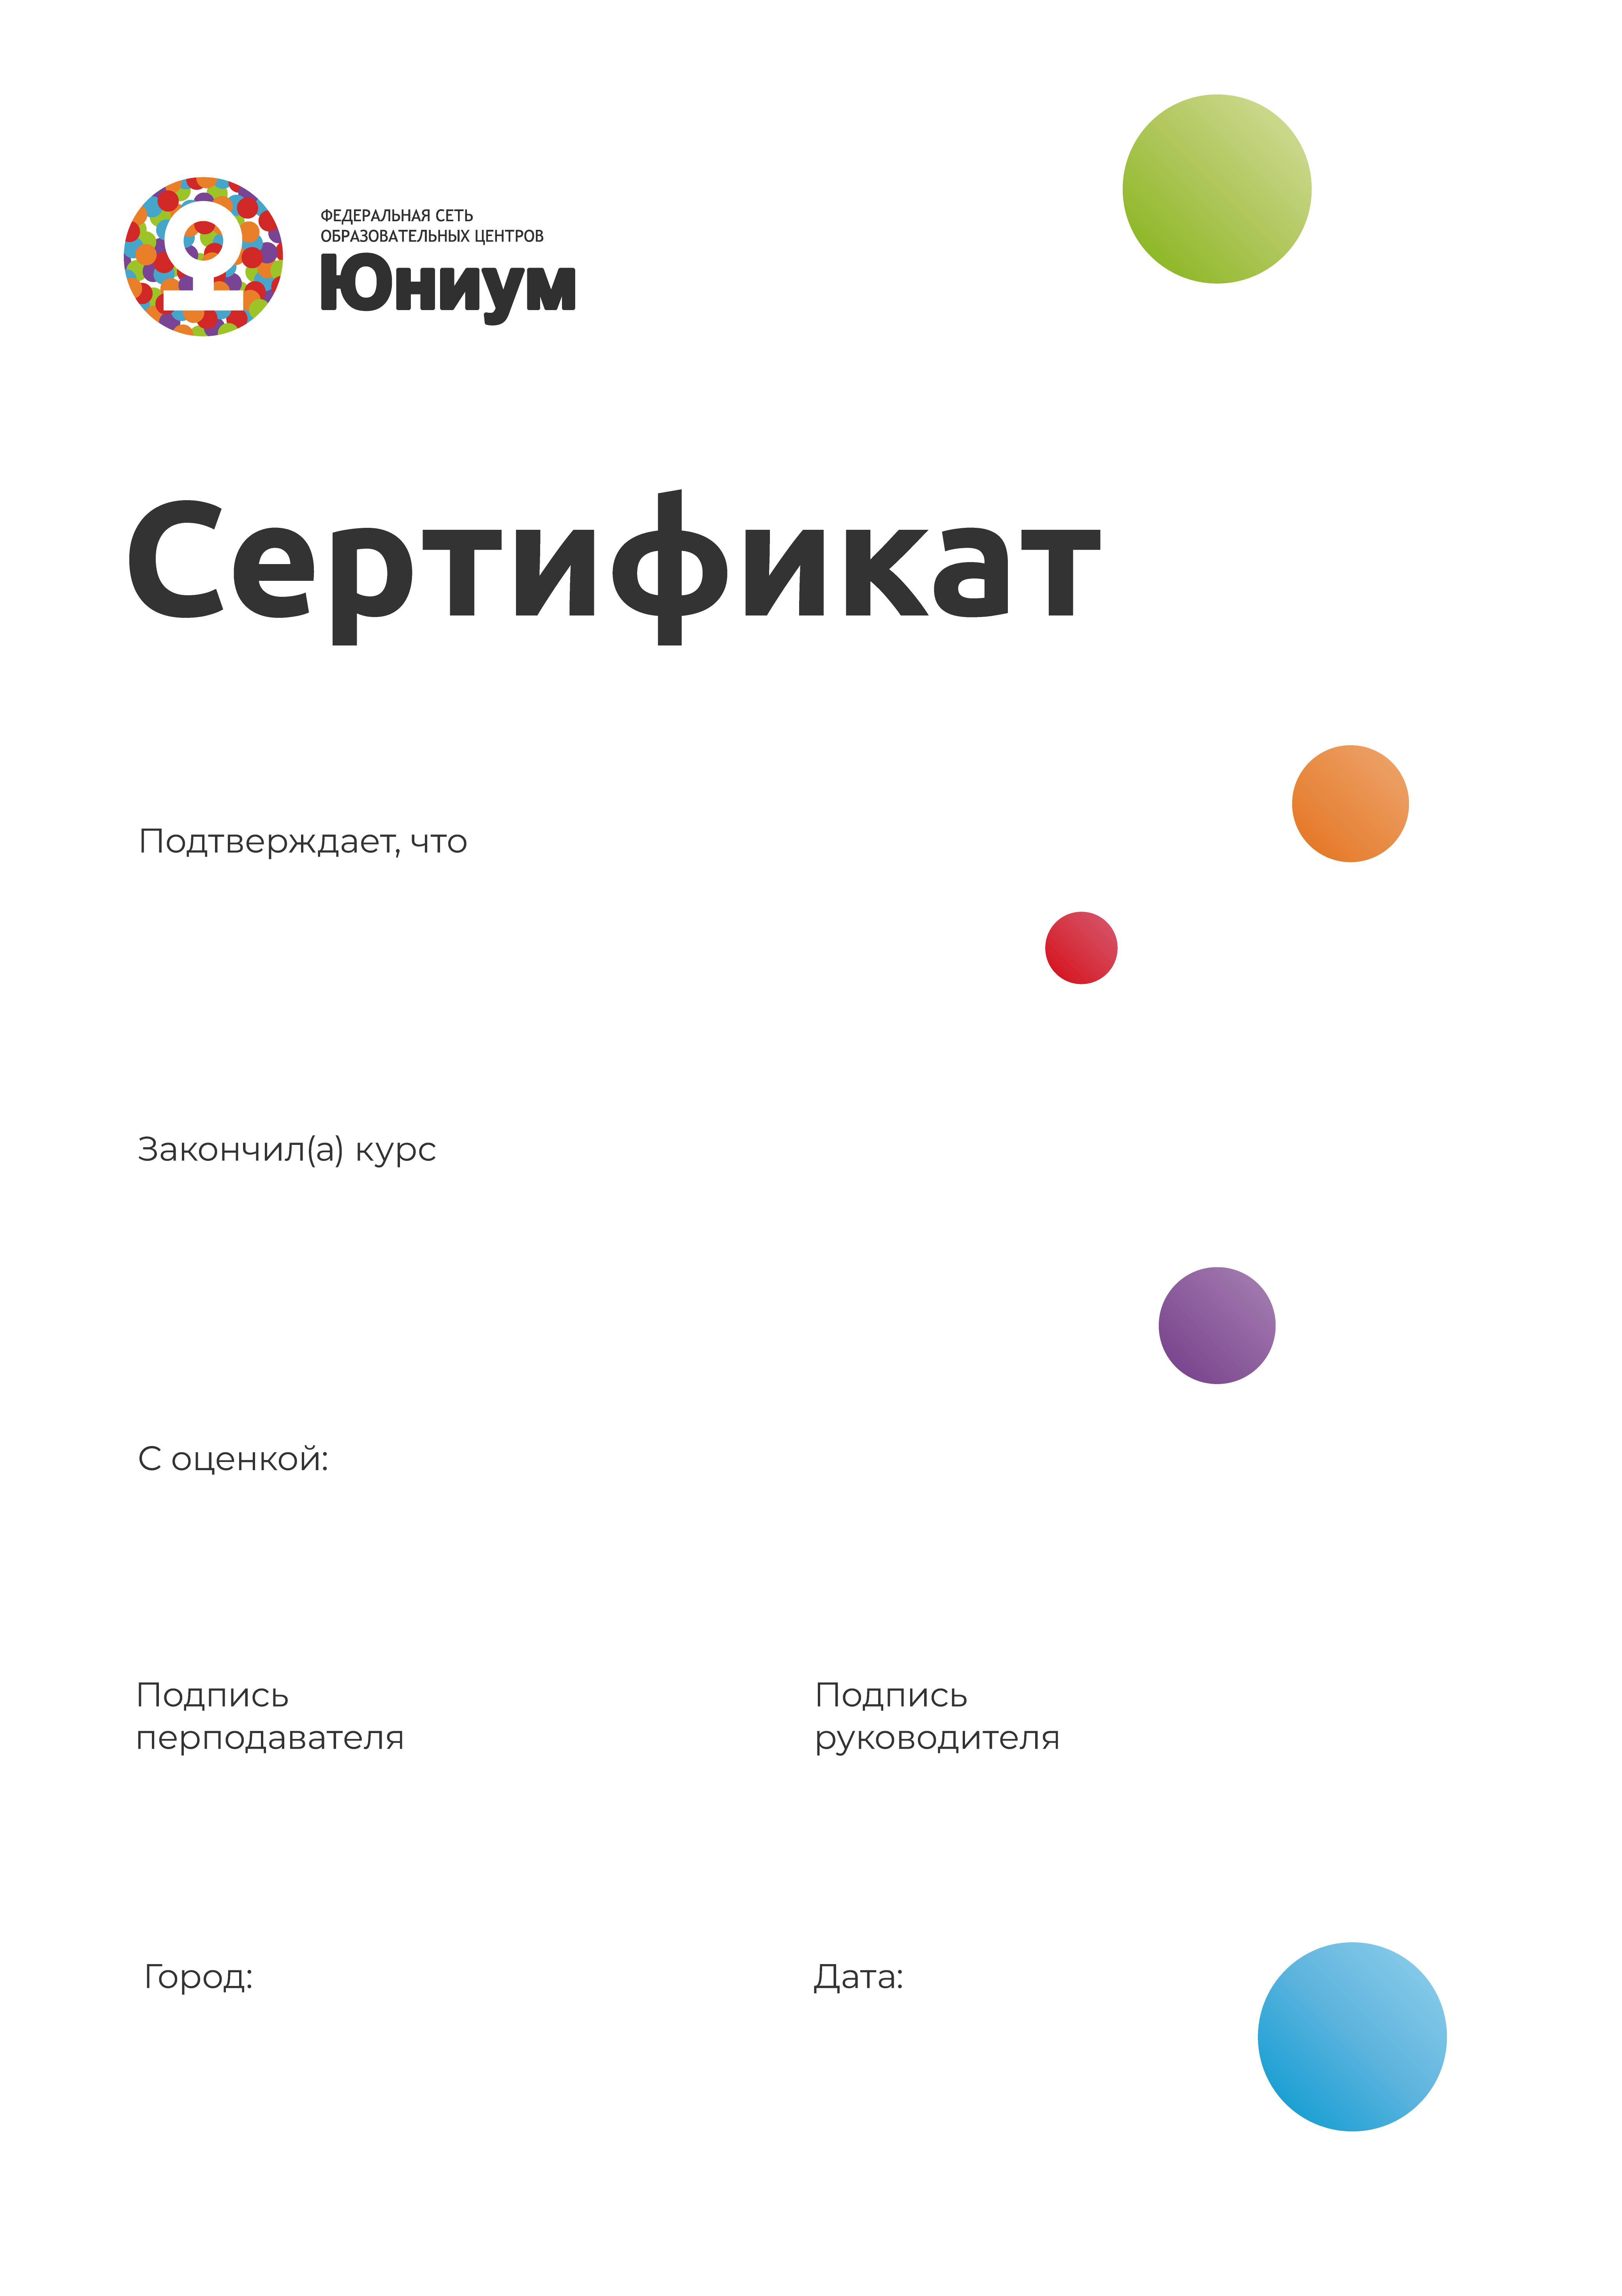 ФЕДЕРАЛЬНАЯ СЕТЬ
ОБРАЗОВАТЕЛЬНЫХ ЦЕНТРОВ
Юниум
Сертификат
Подтверждает, что
Закончил(а) курс
С оценкой:
Подпись
перподавателя
Подпись
руководителя
Город:
Дата: